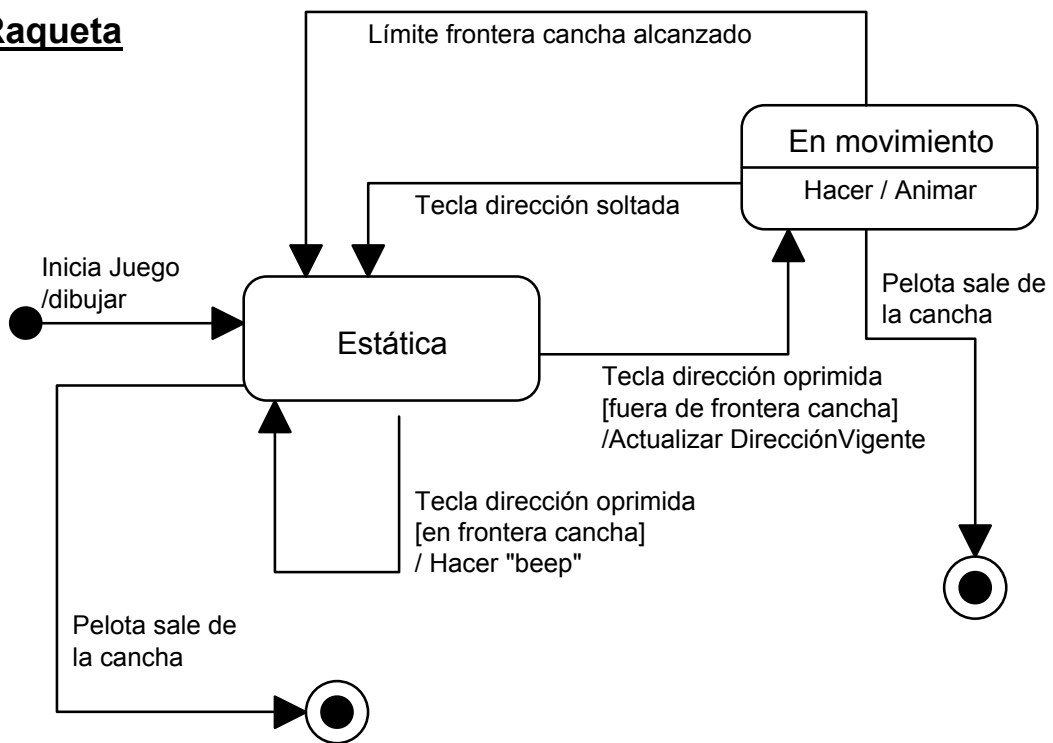 Raqueta
Límite frontera cancha alcanzado
En movimiento
Hacer / Animar
Tecla dirección soltada
Inicia Juego
/dibujar
Pelota sale de
la cancha
Estática
Tecla dirección oprimida
[fuera de frontera cancha]
/Actualizar DirecciónVigente
Tecla dirección oprimida
[en frontera cancha]
/ Hacer "beep"
Pelota sale de
la cancha